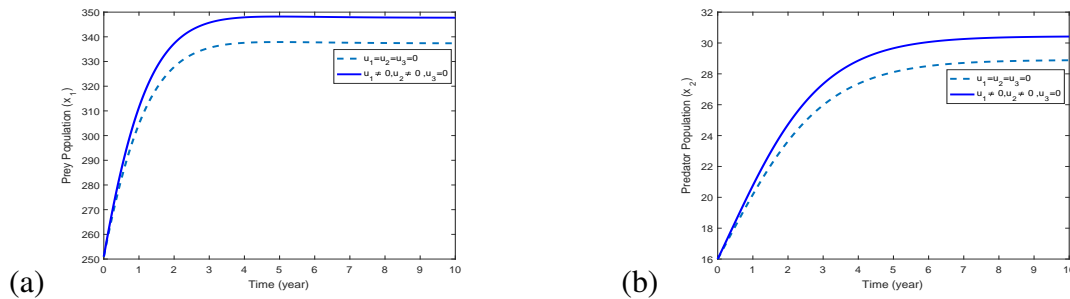 350
340
330
320
310
300
290
280
270
260
250
Prey Population (x₁)
0 1 2 3 4 5 6 7 8 9 10
Time (year)
u₁=u₂=u₃=0
u₁ ≠ 0,u₂≠ 0 ,u₃=0
(a)
32
30
28
26
24
22
20
18
16
Predator Population (x₂)
0 1 2 3 4 5 6 7 8 9 10
Time (year)
u₁=u₂=u₃=0
u₁ ≠ 0,u₂≠ 0 ,u₃=0
(b)